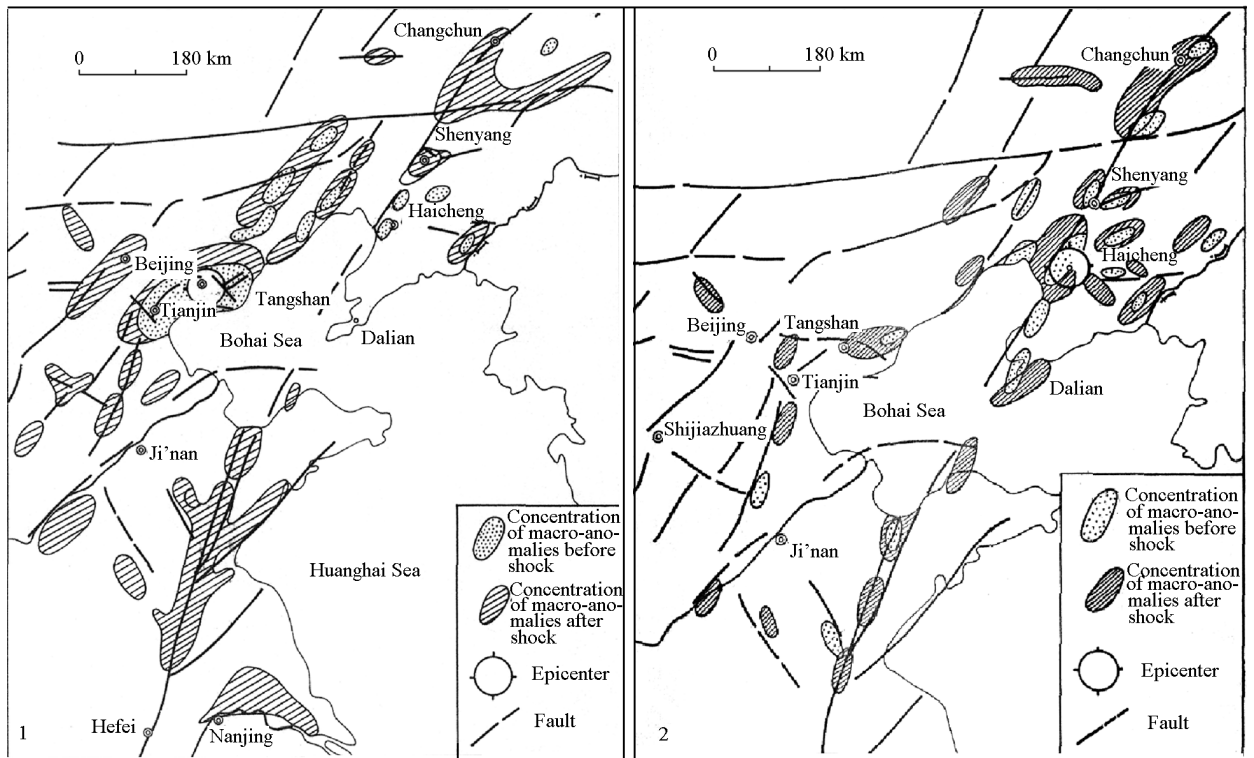 Changchun
0 180 km
Shenyang
Haicheng
Beijing
Tangshan
Tianjin
Bohai Sea
Dalian
Ji’nan
Huanghai Sea
Hefei
Nanjing
Concentration
of macro-ano-
malies before
shock
Concentration
of macro-ano-
malies after
shock
Epicenter
Fault
1
Changchun
0 180 km
Shenyang
Haicheng
Beijing
Tangshan
Tianjin
Dalian
Bohai Sea
Shijiazhuang
Ji’nan
Concentration
of macro-ano-
malies before
shock
Concentration
of macro-ano-
malies after
shock
Epicenter
Fault
2